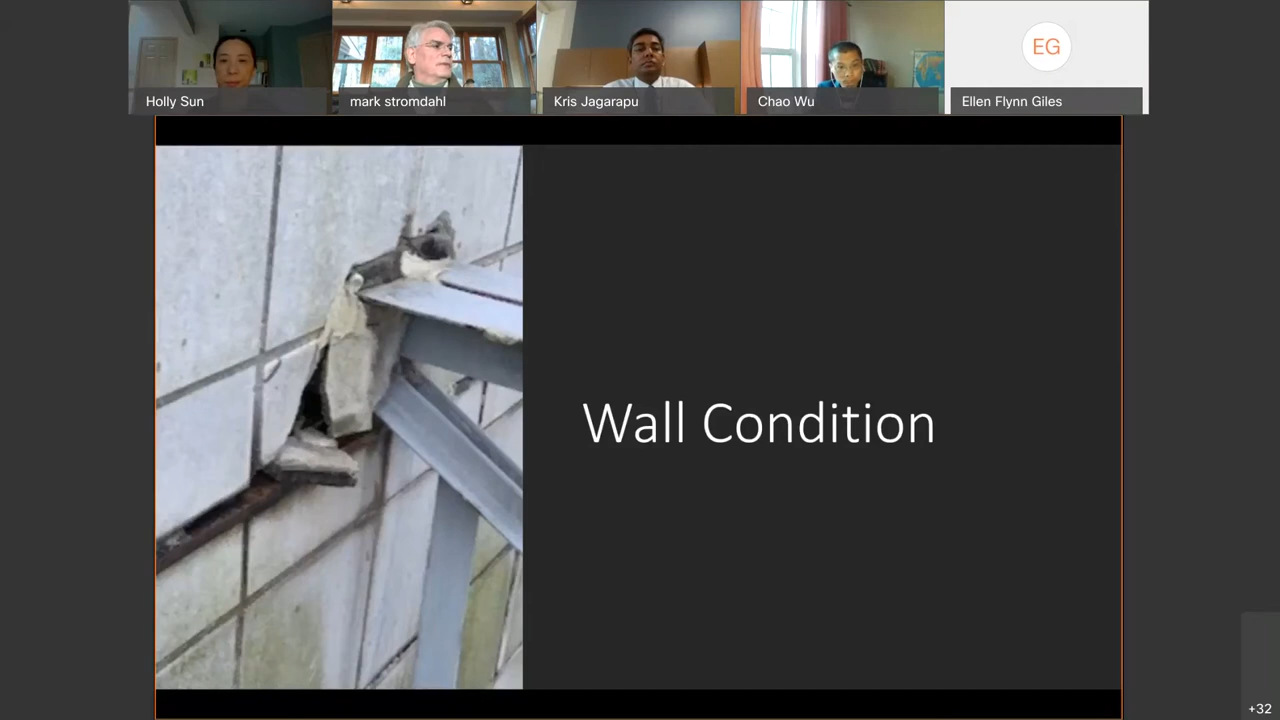 Holly Sun
mark stromdahl
Kris Jagarapu
Chao Wu
EG
Ellen Flynn Giles
Wall Condition
+32